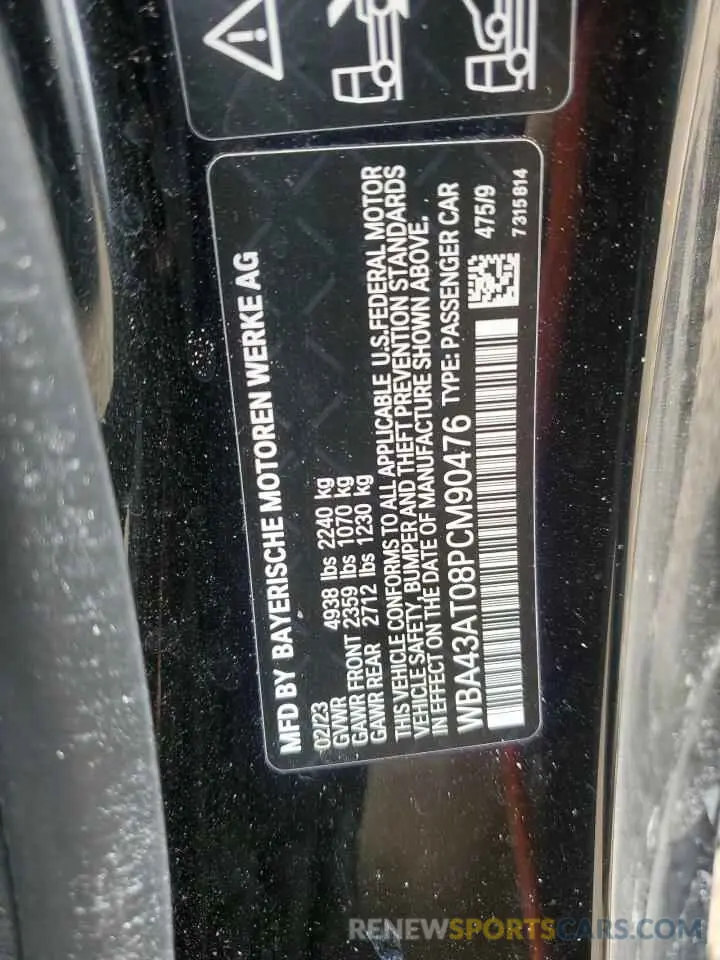 MFD BY BAYERISCHE MOTOREN WERKE AG
02/23
GVWR 4938 lbs 2240 kg
GAWR FRONT 2359 lbs 1070 kg
GAWR REAR 2712 lbs 1230 kg
THIS VEHICLE CONFORMS TO ALL APPLICABLE U.S.FEDERAL MOTOR
VEHICLE SAFETY, BUMPER AND THEFT PREVENTION STANDARDS
IN EFFECT ON THE DATE OF MANUFACTURE SHOWN ABOVE.
WBA43AT08PCM90476 TYPE: PASSENGER CAR
475/9
7 315 814
RENEWSPORTSCARS.COM